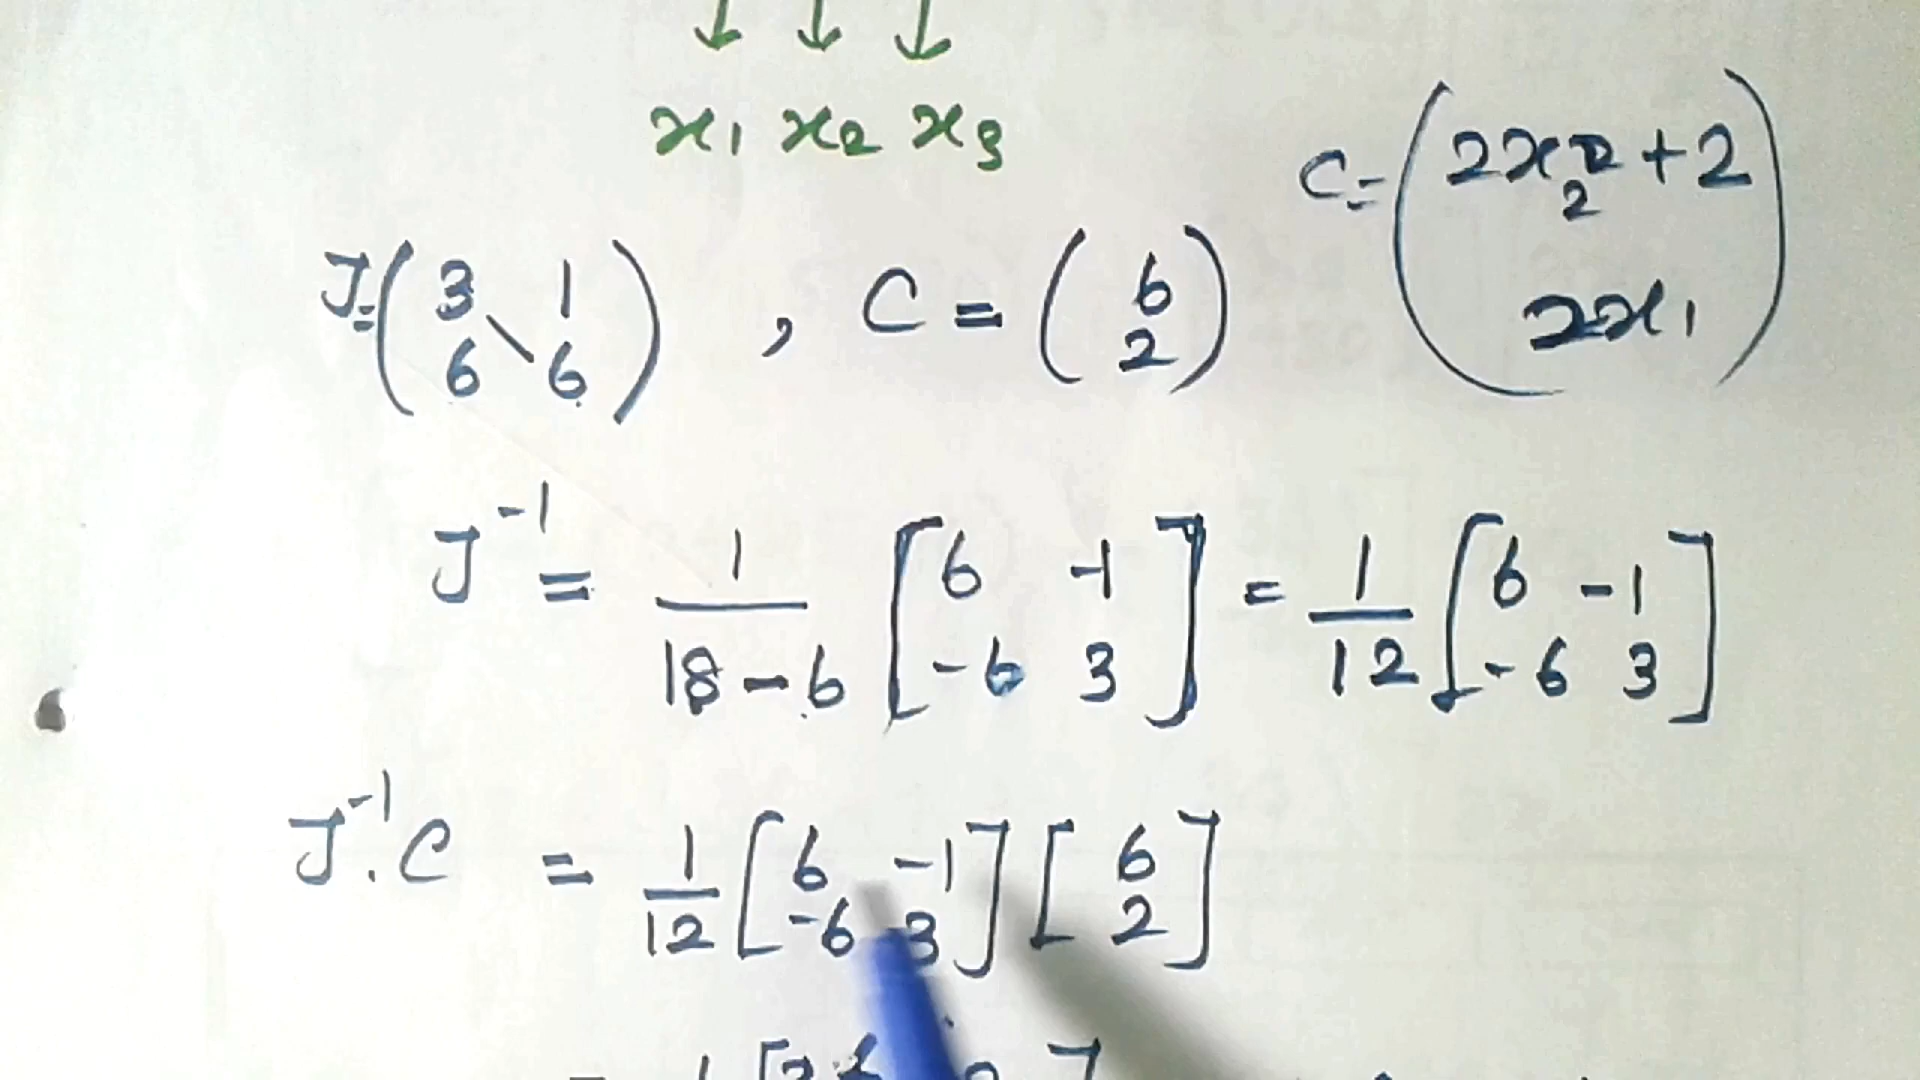 ↓ ↓ ↓
x1 x2 x3
C = ( 2x2 + 2
2x1 )
J = ( 3 1
6 6 ) , C = ( 6
2 )
J^-1 = 1/(18-6) [ 6 -1
-6 3 ] = 1/12 [ 6 -1
-6 3 ]
J^-1.C = 1/12 [ 6 -1
-6 3 ] [ 6
2 ]